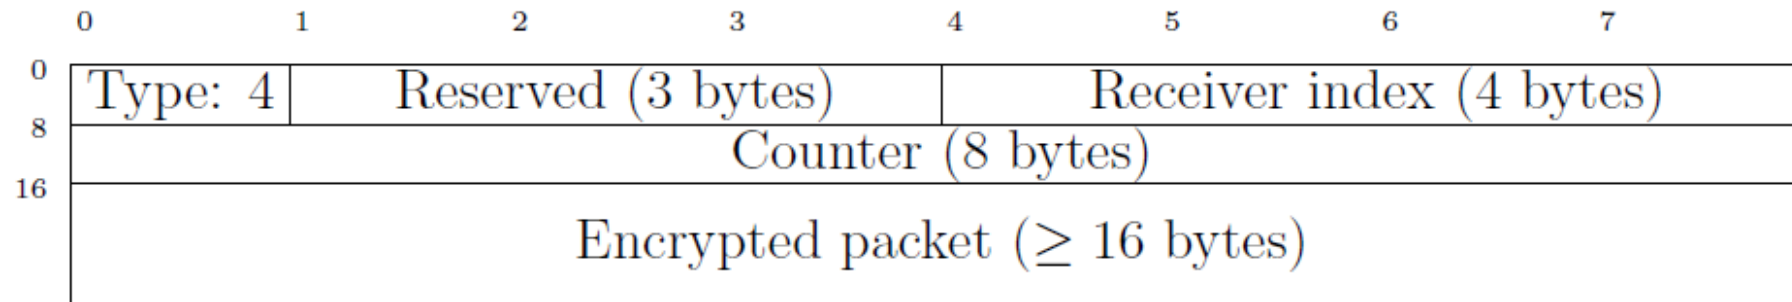 0 1 2 3 4 5 6 7
0 Type: 4 Reserved (3 bytes) Receiver index (4 bytes)
8 Counter (8 bytes)
16 Encrypted packet (≥ 16 bytes)